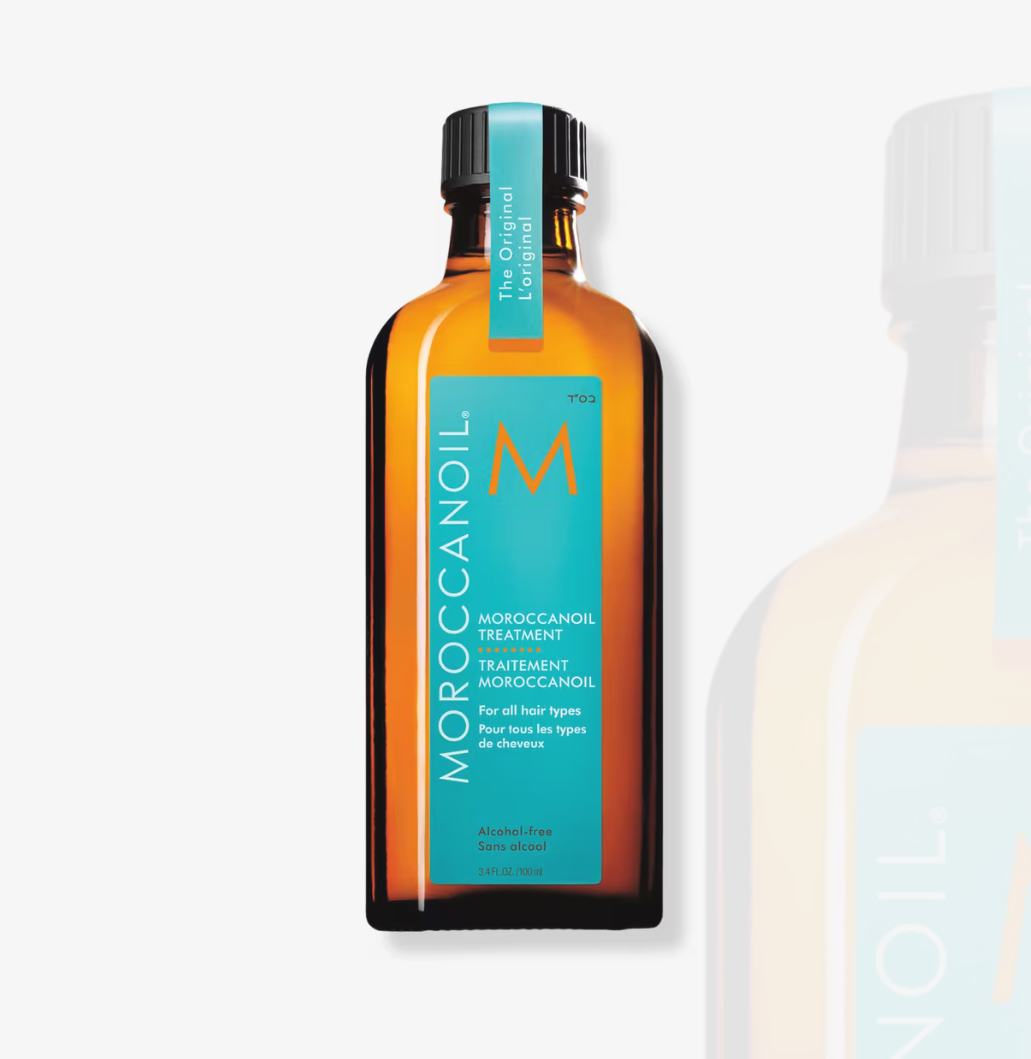 The Original
L'original
בס"ד
M
MOROCCANOIL®
MOROCCANOIL
TREATMENT
TRAITEMENT
MOROCCANOIL
For all hair types
Pour tous les types
de cheveux
Alcohol-free
Sans alcool
3.4 FL.OZ. /100 ml